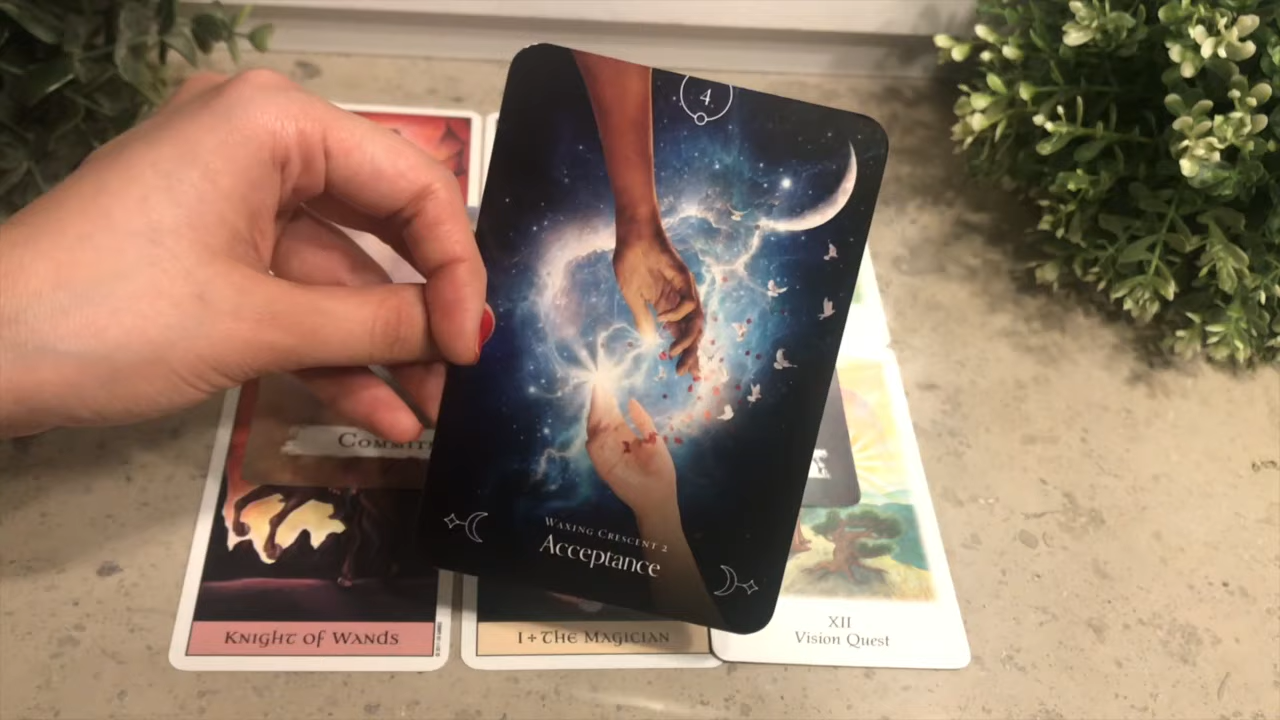 4
Waxing Crescent 2
Acceptance
Knight of Wands
I + The Magician
XII
Vision Quest